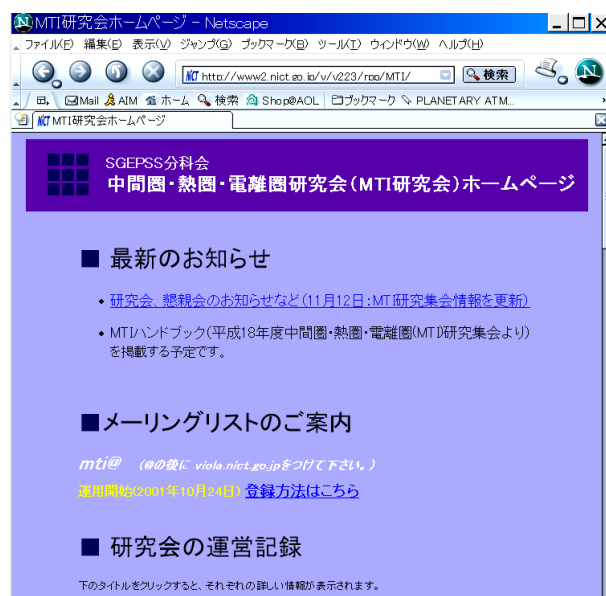 MTI研究会ホームページ - Netscape
ファイル(F) 編集(E) 表示(V) ジャンプ(G) ブックマーク(B) ツール(T) ウィンドウ(W) ヘルプ(H)
http://www2.nict.go.jp/v/v223/rpo/MTI/ 検索
Mail AIM ホーム 検索 Shop@AOL ブックマーク PLANETARY ATM...
MTI研究会ホームページ
SGEPSS分科会
中間圏・熱圏・電離圏研究会(MTI研究会)ホームページ
■ 最新のお知らせ
• 研究会、懇親会のお知らせなど(11月12日:MTI研究集会情報を更新)
• MTIハンドブック(平成18年度中間圏・熱圏・電離圏(MTI)研究集会より)
を掲載する予定です。
■メーリングリストのご案内
mti@ (@の後に viola.nict.go.jpをつけて下さい。)
運用開始(2001年10月24日) 登録方法はこちら
■ 研究会の運営記録
下のタイトルをクリックすると、それぞれの詳しい情報が表示されます。